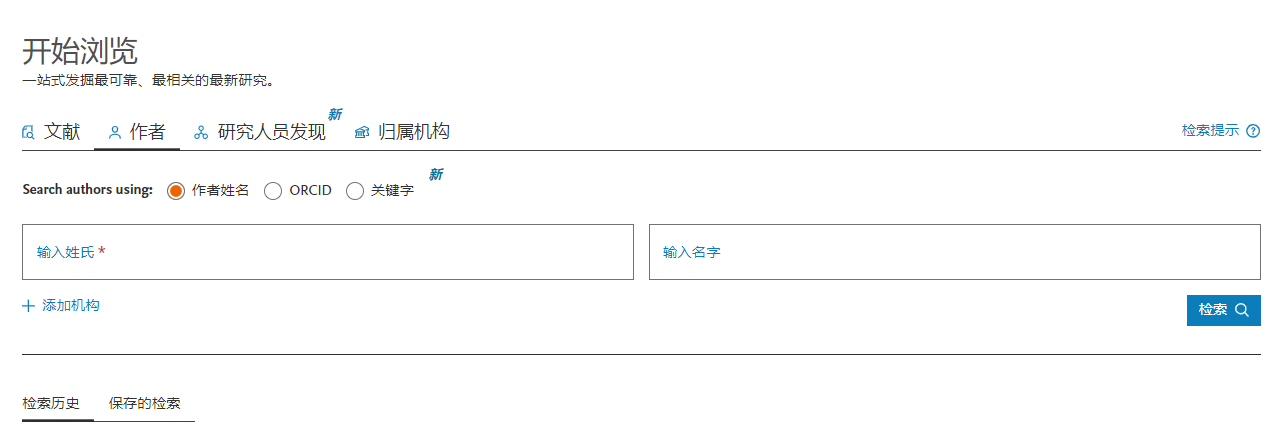 开始浏览
一站式发掘最可靠、最相关的最新研究。
文献 作者 研究人员发现 新 归属机构 检索提示
Search authors using: 作者姓名 ORCID 关键字 新
输入姓氏 * 输入名字
添加机构 检索
检索历史 保存的检索